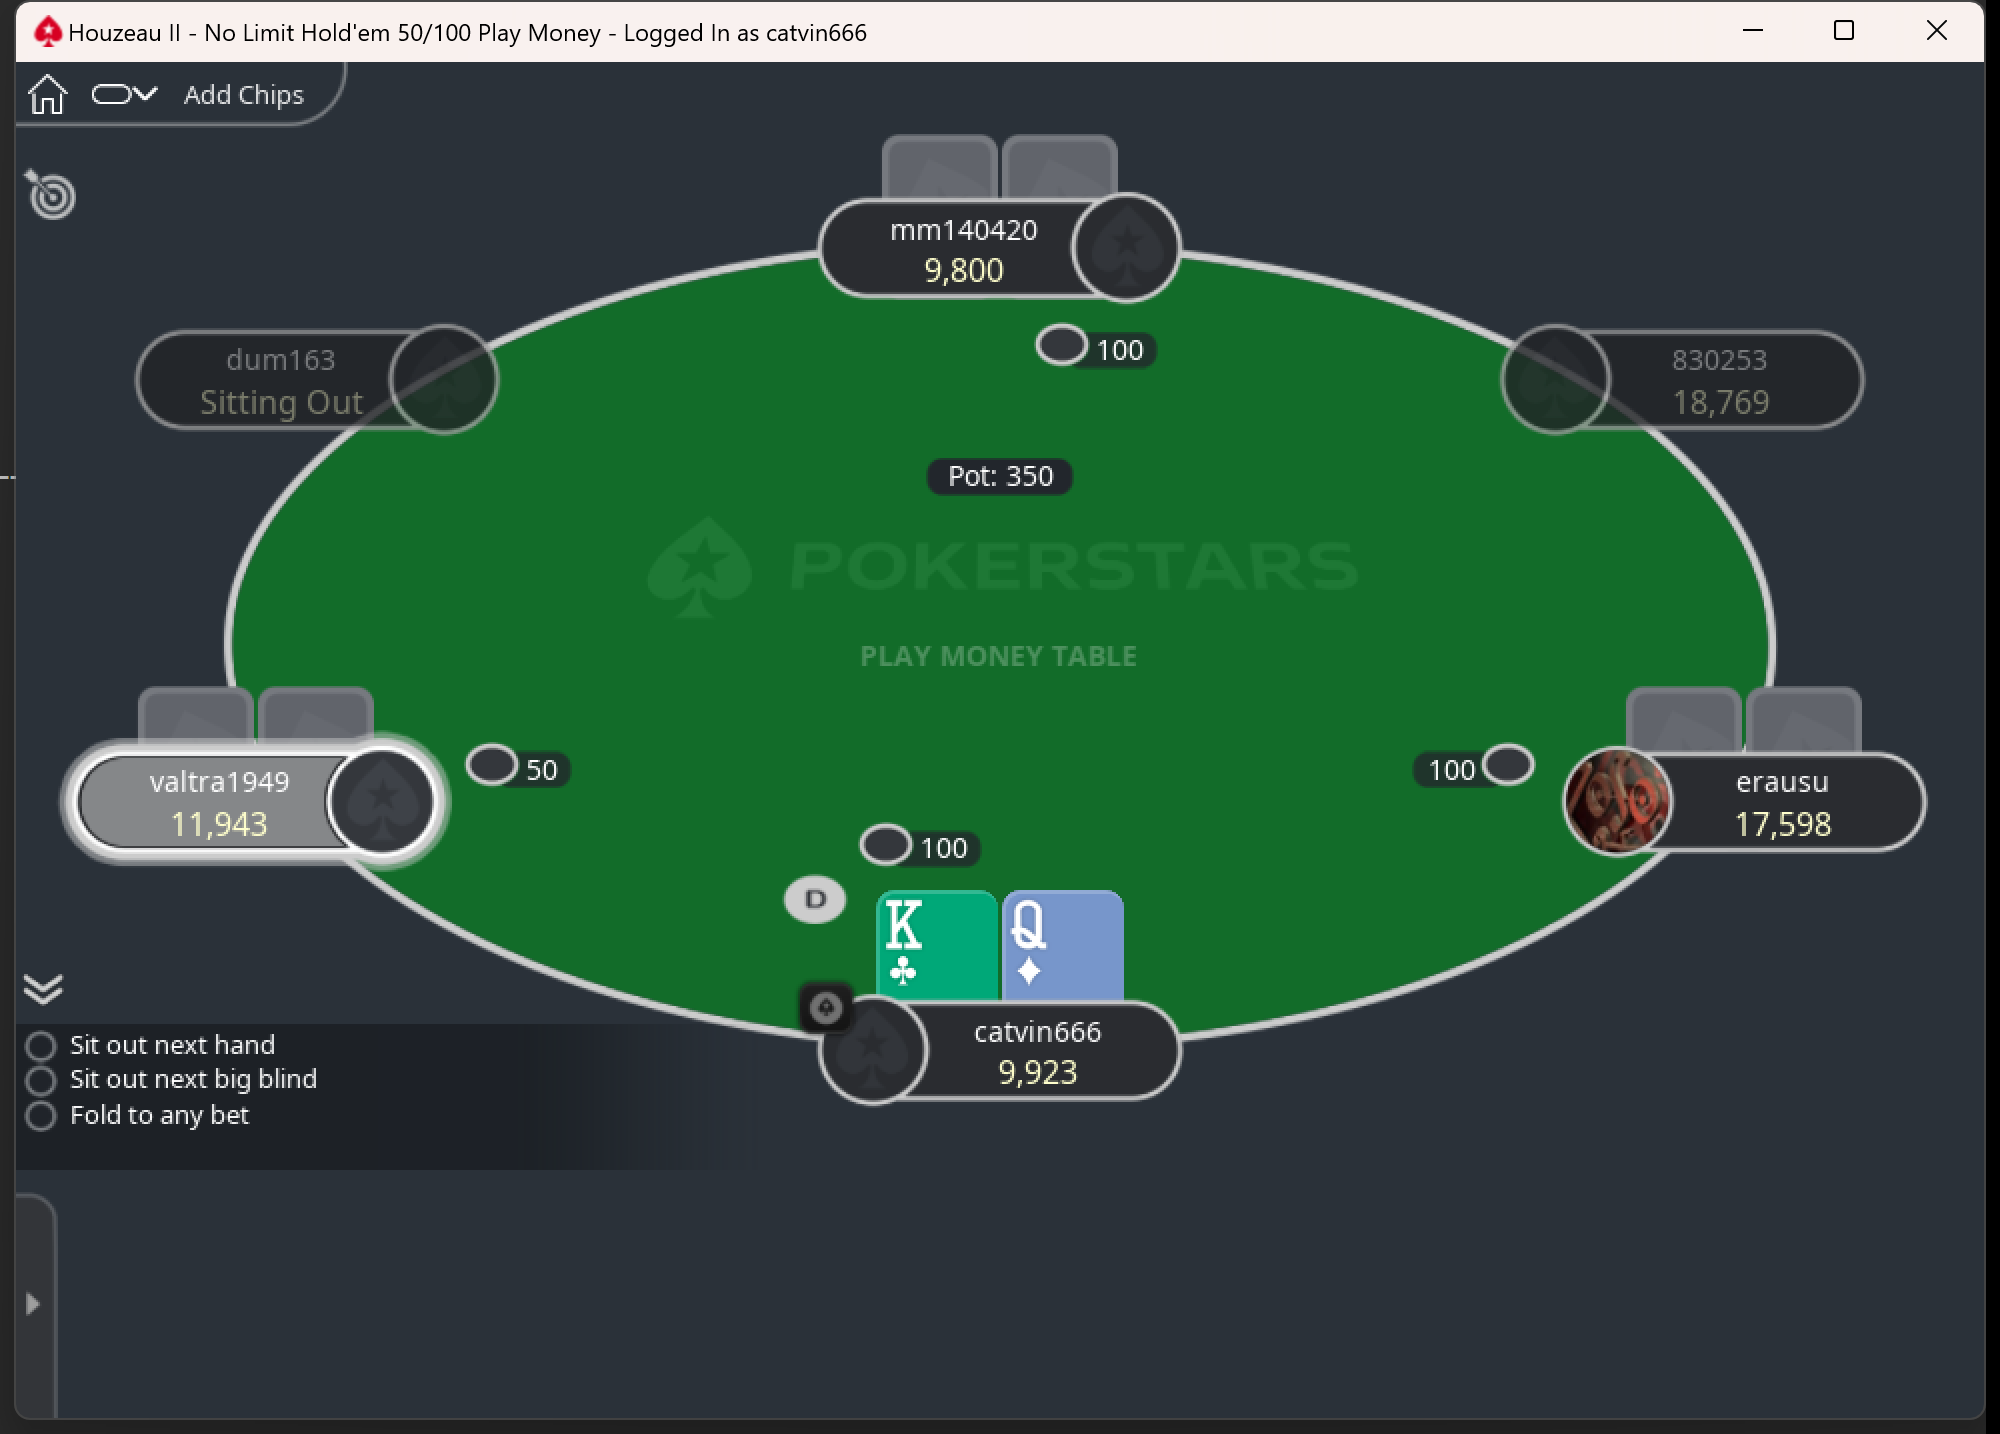 Houzeau II - No Limit Hold'em 50/100 Play Money - Logged In as catvin666
Add Chips
mm140420
9,800
100
dum163
Sitting Out
830253
18,769
Pot: 350
POKERSTARS
PLAY MONEY TABLE
valtra1949
11,943
50
100
erausu
17,598
100
D
K
Q
catvin666
9,923
Sit out next hand
Sit out next big blind
Fold to any bet